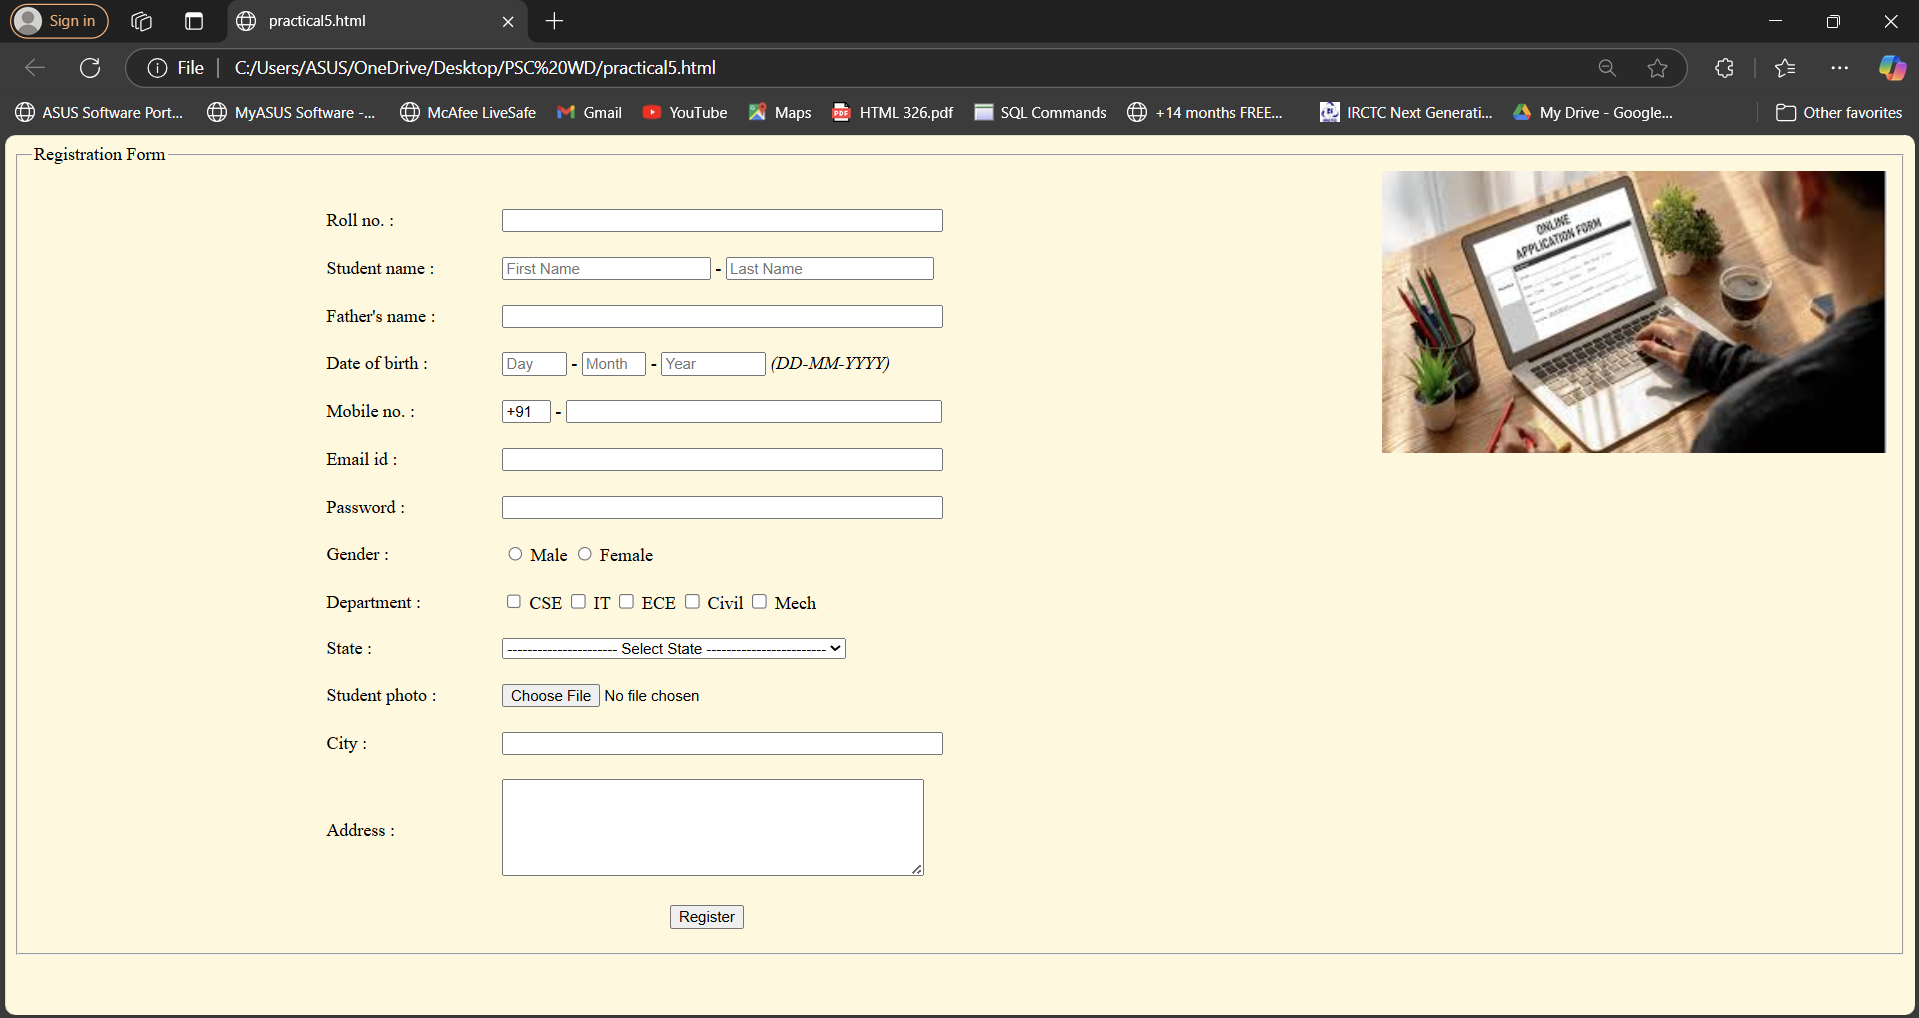 Sign in
practical5.html
File
C:/Users/ASUS/OneDrive/Desktop/PSC%20WD/practical5.html
ASUS Software Port...
MyASUS Software -...
McAfee LiveSafe
Gmail
YouTube
Maps
PDF
HTML 326.pdf
SQL Commands
+14 months FREE...
IRCTC Next Generati...
My Drive - Google...
Other favorites
Registration Form
ONLINE
APPLICATION FORM
Roll no. :
Student name : First Name - Last Name
Father's name :
Date of birth : Day - Month - Year (DD-MM-YYYY)
Mobile no. : +91 -
Email id :
Password :
Gender : Male Female
Department : CSE IT ECE Civil Mech
State : ---------------------- Select State ------------------------
Student photo : Choose File No file chosen
City :
Address :
Register